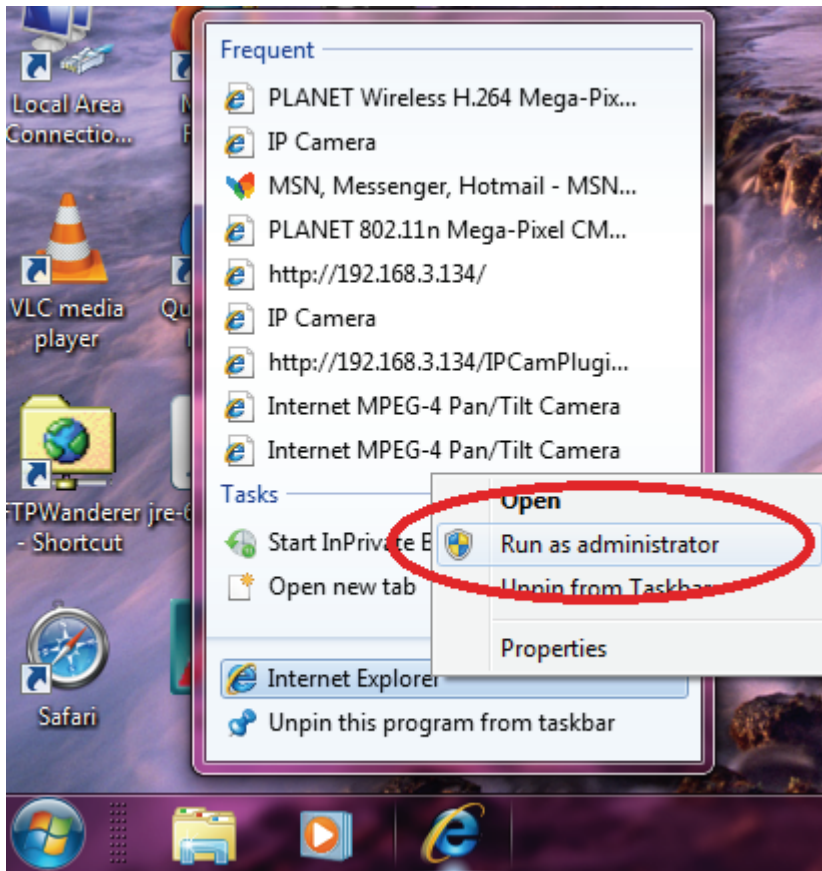 Local Area
Connectio...
VLC media
player
FTPWanderer
- Shortcut
jre-6
Safari
Qu
Frequent
PLANET Wireless H.264 Mega-Pix...
IP Camera
MSN, Messenger, Hotmail - MSN...
PLANET 802.11n Mega-Pixel CM...
http://192.168.3.134/
IP Camera
http://192.168.3.134/IPCamPlugi...
Internet MPEG-4 Pan/Tilt Camera
Internet MPEG-4 Pan/Tilt Camera
Tasks
Start InPrivate B
Open new tab
Internet Explorer
Unpin this program from taskbar
Open
Run as administrator
Unpin from Taskbar
Properties